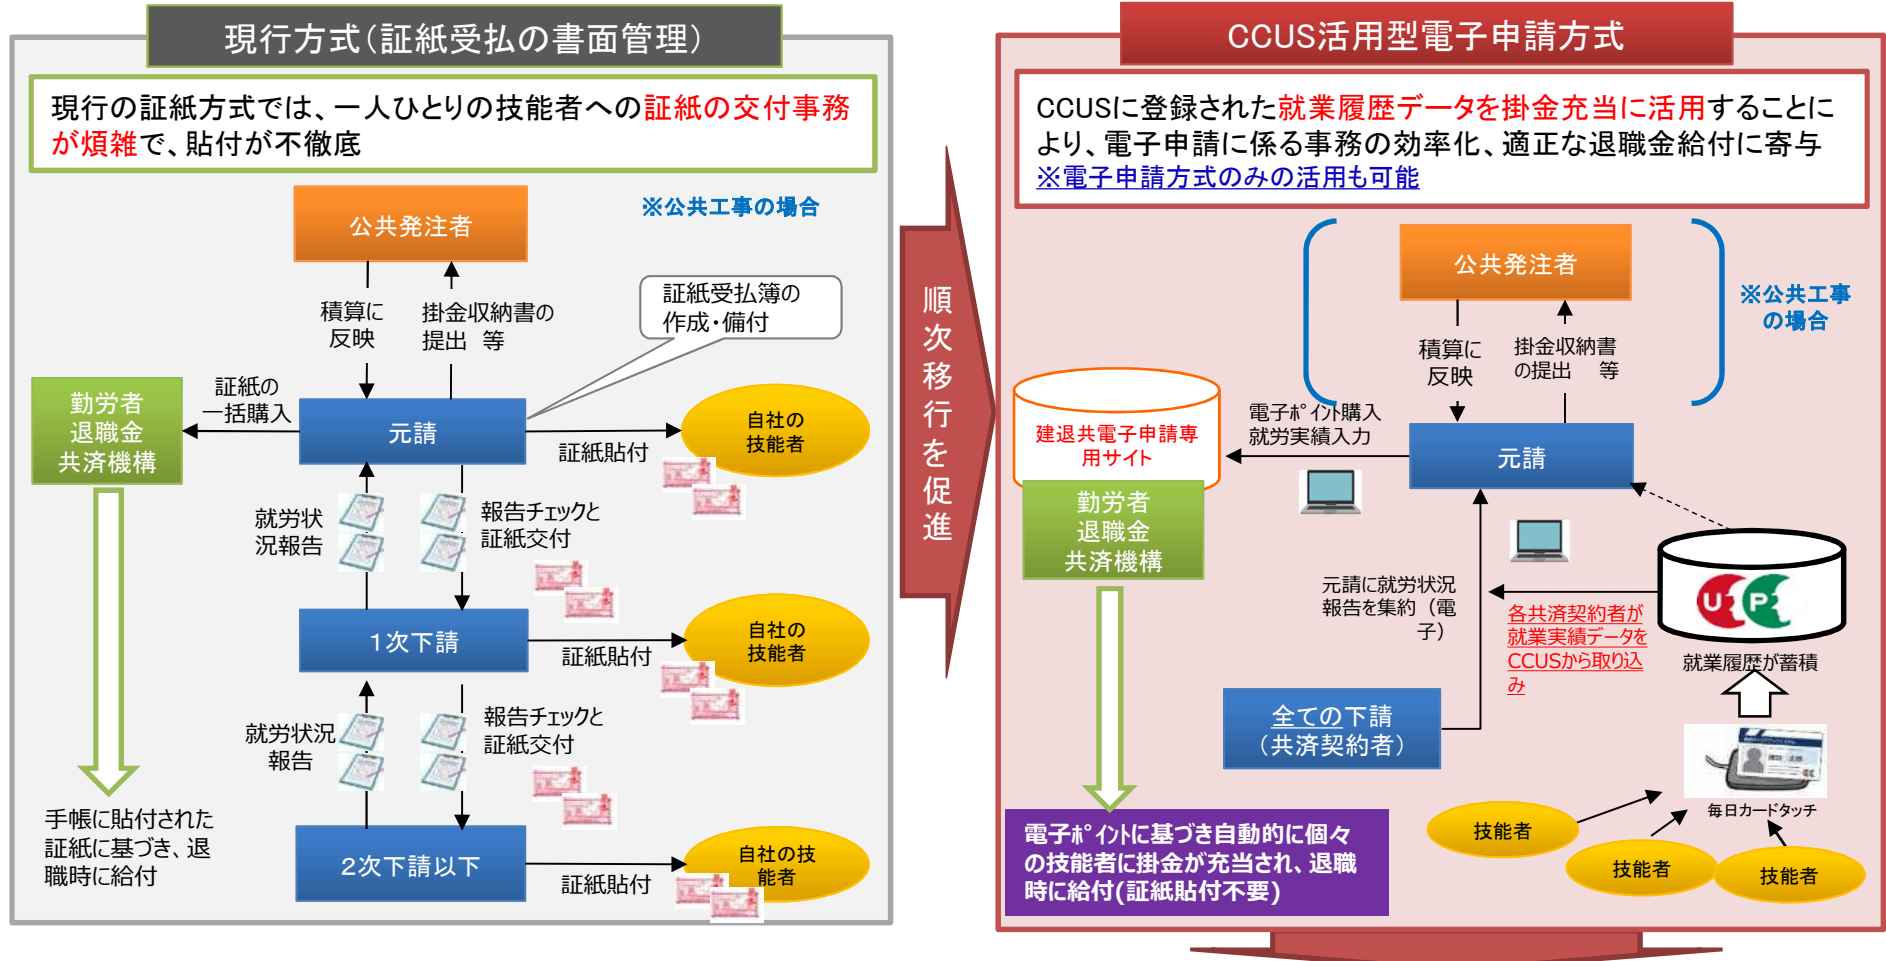 現行方式(証紙受払の書面管理)
現行の証紙方式では、一人ひとりの技能者への証紙の交付事務
が煩雑で、貼付が不徹底
※公共工事の場合
公共発注者
積算に
反映
掛金収納書の
提出 等
証紙受払簿の
作成・備付
勤労者
退職金
共済機構
証紙の
一括購入
元請
証紙貼付
自社の
技能者
就労状
況報告
報告チェックと
証紙交付
1次下請
証紙貼付
自社の
技能者
就労状況
報告
報告チェックと
証紙交付
2次下請以下
証紙貼付
自社の技
能者
手帳に貼付された
証紙に基づき、退
職時に給付
順次移行を促進
CCUS活用型電子申請方式
CCUSに登録された就業履歴データを掛金充当に活用することに
より、電子申請に係る事務の効率化、適正な退職金給付に寄与
※電子申請方式のみの活用も可能
公共発注者
※公共工事
の場合
積算に
反映
掛金収納書
の提出 等
建退共電子申請専
用サイト
勤労者
退職金
共済機構
電子ﾎﾟｲﾝﾄ購入
就労実績入力
元請
元請に就労状況
報告を集約（電
子）
各共済契約者が
就業実績データを
CCUSから取り込
み
就業履歴が蓄積
全ての下請
（共済契約者）
毎日カードタッチ
技能者
技能者
技能者
電子ﾎﾟｲﾝﾄに基づき自動的に個々
の技能者に掛金が充当され、退職
時に給付(証紙貼付不要)